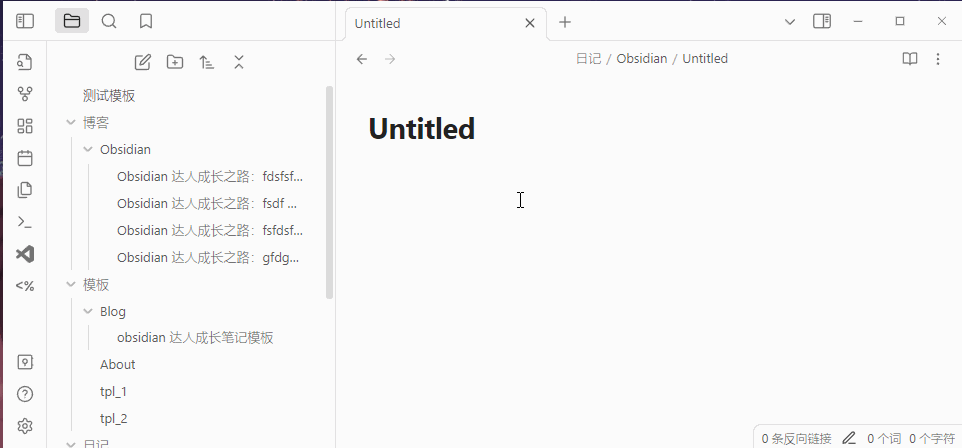 Untitled
日记 / Obsidian / Untitled
测试模板
博客
Obsidian
Obsidian 达人成长之路：fdsfsf...
Obsidian 达人成长之路：fsdf ...
Obsidian 达人成长之路：fsfdsf...
Obsidian 达人成长之路：gfdg...
模板
Blog
obsidian 达人成长笔记模板
About
tpl_1
tpl_2
日记
<%
Untitled
0 条反向链接 0 个词 0 个字符